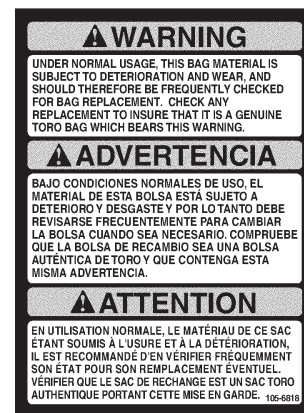 WARNING
UNDER NORMAL USAGE, THIS BAG MATERIAL IS
SUBJECT TO DETERIORATION AND WEAR, AND
SHOULD THEREFORE BE FREQUENTLY CHECKED
FOR BAG REPLACEMENT. CHECK ANY
REPLACEMENT TO INSURE THAT IT IS A GENUINE
TORO BAG WHICH BEARS THIS WARNING.
ADVERTENCIA
BAJO CONDICIONES NORMALES DE USO, EL
MATERIAL DE ESTA BOLSA ESTÁ SUJETO A
DETERIORO Y DESGASTE Y POR LO TANTO DEBE
REVISARSE FRECUENTEMENTE PARA CAMBIAR
LA BOLSA CUANDO SEA NECESARIO. COMPRUEBE
QUE LA BOLSA DE RECAMBIO SEA UNA BOLSA
AUTÉNTICA DE TORO Y QUE CONTENGA ESTA
MISMA ADVERTENCIA.
ATTENTION
EN UTILISATION NORMALE, LE MATÉRIAU DE CE SAC
ÉTANT SOUMIS À L'USURE ET À LA DÉTÉRIORATION,
IL EST RECOMMANDÉ D'EN VÉRIFIER FRÉQUEMMENT
SON ÉTAT POUR SON REMPLACEMENT ÉVENTUEL.
VÉRIFIER QUE LE SAC DE RECHANGE EST UN SAC TORO
AUTHENTIQUE PORTANT CETTE MISE EN GARDE. 105-6818